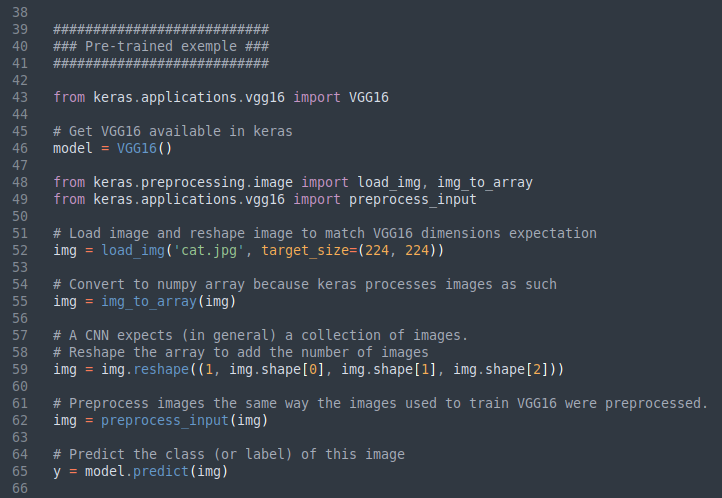 38
39 ###########################
40 ### Pre-trained exemple ###
41 ###########################
42
43 from keras.applications.vgg16 import VGG16
44
45 # Get VGG16 available in keras
46 model = VGG16()
47
48 from keras.preprocessing.image import load_img, img_to_array
49 from keras.applications.vgg16 import preprocess_input
50
51 # Load image and reshape image to match VGG16 dimensions expectation
52 img = load_img('cat.jpg', target_size=(224, 224))
53
54 # Convert to numpy array because keras processes images as such
55 img = img_to_array(img)
56
57 # A CNN expects (in general) a collection of images.
58 # Reshape the array to add the number of images
59 img = img.reshape((1, img.shape[0], img.shape[1], img.shape[2]))
60
61 # Preprocess images the same way the images used to train VGG16 were preprocessed.
62 img = preprocess_input(img)
63
64 # Predict the class (or label) of this image
65 y = model.predict(img)
66